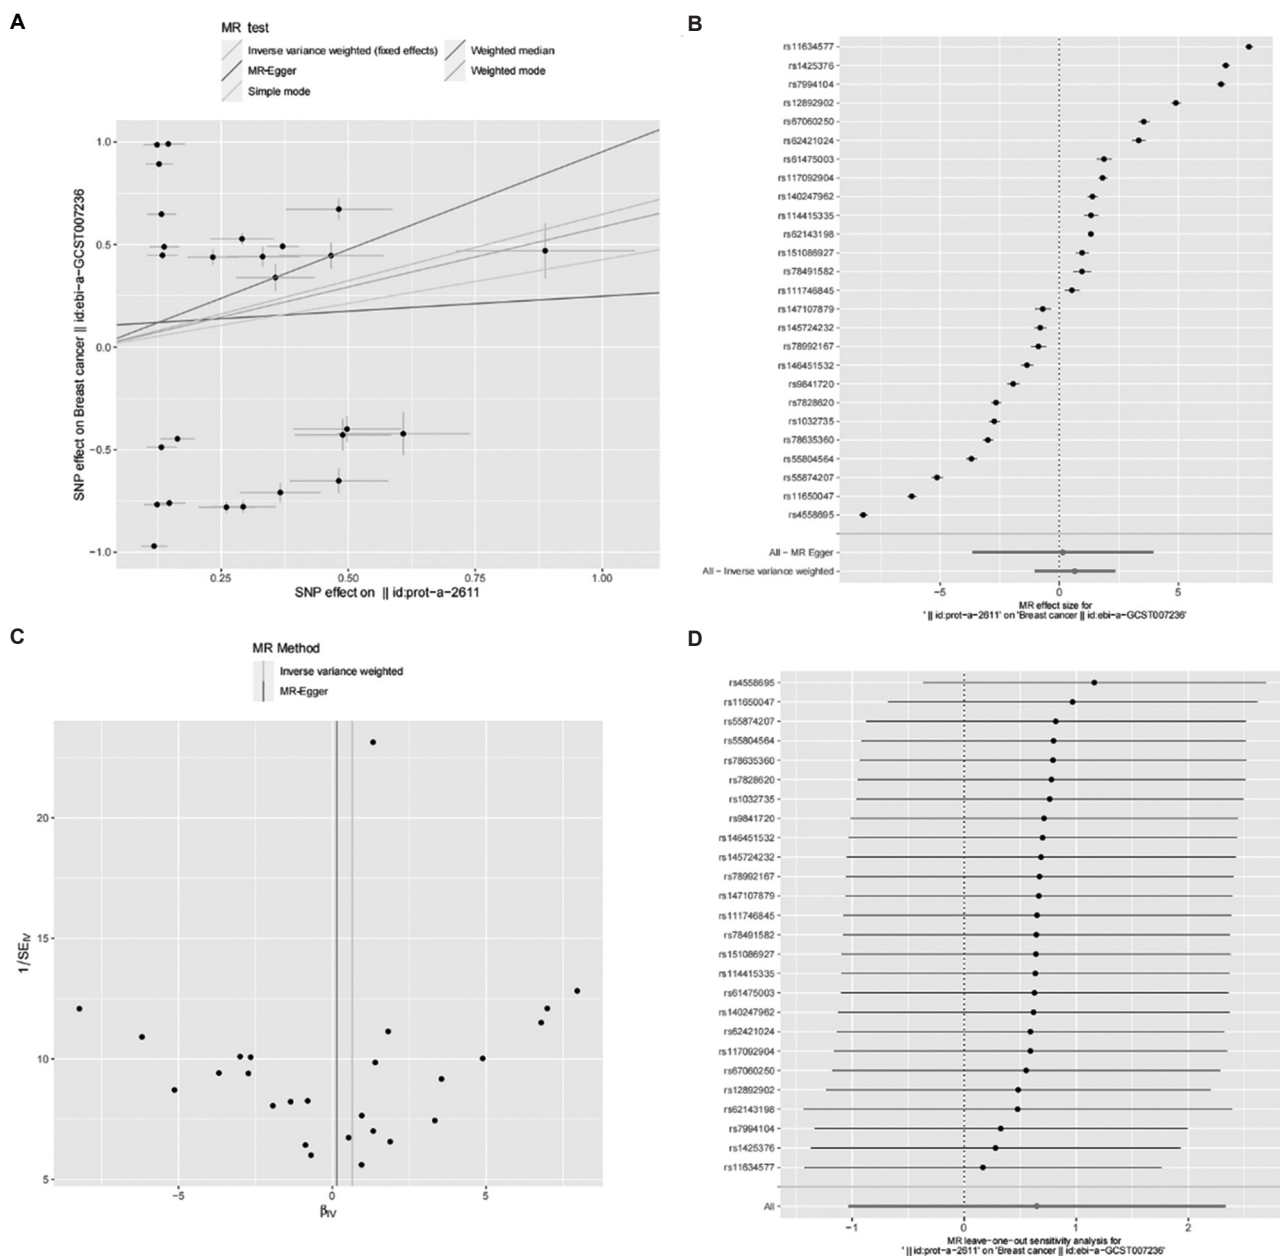 A
MR test
Inverse variance weighted (fixed effects)
MR-Egger
Simple mode
Weighted median
Weighted mode
SNP effect on Breast cancer || id:ebi-a-GCST007236
1.0
0.5
0.0
−0.5
−1.0
0.25
0.50
0.75
1.00
SNP effect on || id:prot-a-2611
B
rs11634577
rs1425376
rs7994104
rs12892902
rs67060250
rs62421024
rs61475003
rs117092904
rs140247962
rs114415335
rs62143198
rs151086927
rs78491582
rs111746845
rs147107879
rs145724232
rs78992167
rs146451532
rs9841720
rs7828620
rs1032735
rs78635360
rs55804564
rs55874207
rs11650047
rs4558695
All − MR Egger
All − Inverse variance weighted
−5
0
5
MR effect size for
' || id:prot-a-2611' on 'Breast cancer || id:ebi-a-GCST007236'
C
MR Method
Inverse variance weighted
MR-Egger
1/SE_IV
20
15
10
5
−5
0
5
β_IV
D
rs4558695
rs11650047
rs55874207
rs55804564
rs78635360
rs7828620
rs1032735
rs9841720
rs146451532
rs145724232
rs78992167
rs147107879
rs111746845
rs78491582
rs151086927
rs114415335
rs61475003
rs140247962
rs62421024
rs117092904
rs67060250
rs12892902
rs62143198
rs7994104
rs1425376
rs11634577
All
−1
0
1
2
MR leave−one−out sensitivity analysis for
' || id:prot-a-2611' on 'Breast cancer || id:ebi-a-GCST007236'